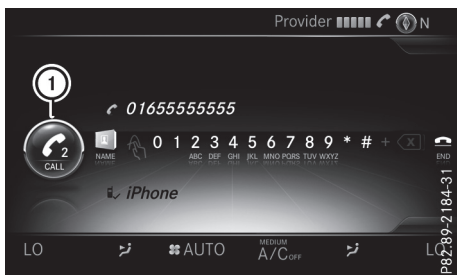 Provider N
1
01655555555
2
CALL
NAME 0 1 2 3 4 5 6 7 8 9 * # +
ABC DEF GHI JKL MNO PQRS TUV WXYZ
END
iPhone
LO AUTO MEDIUM A/C OFF LO
P82.89-2184-31